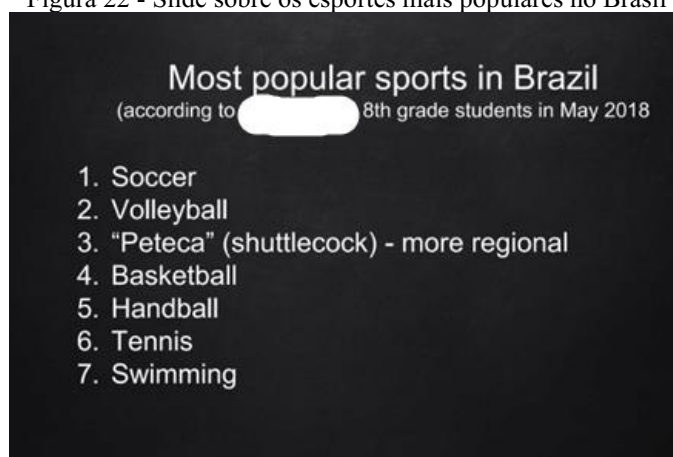 Figura 22 - Slide sobre os esportes mais populares no Brasil
Most popular sports in Brazil
(according to 8th grade students in May 2018
1. Soccer
2. Volleyball
3. “Peteca” (shuttlecock) - more regional
4. Basketball
5. Handball
6. Tennis
7. Swimming